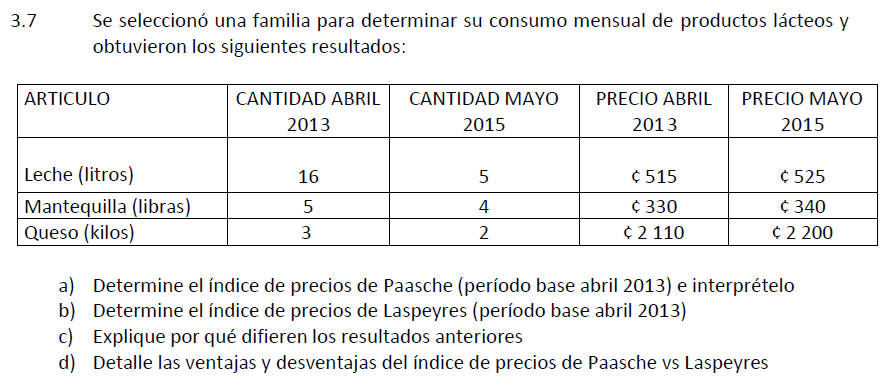 3.7 Se seleccionó una familia para determinar su consumo mensual de productos lácteos y
obtuvieron los siguientes resultados:
ARTICULO CANTIDAD ABRIL 2013 CANTIDAD MAYO 2015 PRECIO ABRIL 2013 PRECIO MAYO 2015
Leche (litros) 16 5 ¢ 515 ¢ 525
Mantequilla (libras) 5 4 ¢ 330 ¢ 340
Queso (kilos) 3 2 ¢ 2 110 ¢ 2 200
a) Determine el índice de precios de Paasche (período base abril 2013) e interprételo
b) Determine el índice de precios de Laspeyres (período base abril 2013)
c) Explique por qué difieren los resultados anteriores
d) Detalle las ventajas y desventajas del índice de precios de Paasche vs Laspeyres